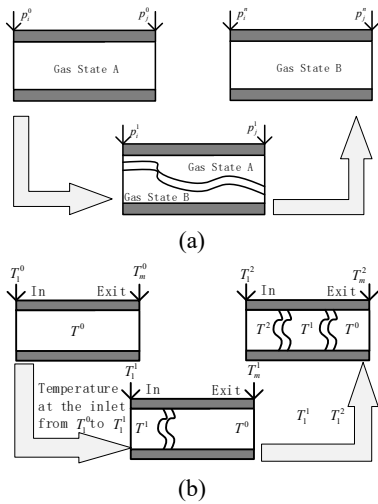 p_i^0 p_j^0 p_i^n p_j^n
Gas State A Gas State B
p_i^1 p_j^1
Gas State A
Gas State B
(a)
T_1^0 T_m^0 T_1^2 T_m^2
In Exit In Exit
T^0 T^2 T^1 T^0
T_1^1 T_m^1
Temperature In Exit
at the inlet
from T_1^0 to T_1^1 T^1 T^0 T_1^1 T_1^2
(b)